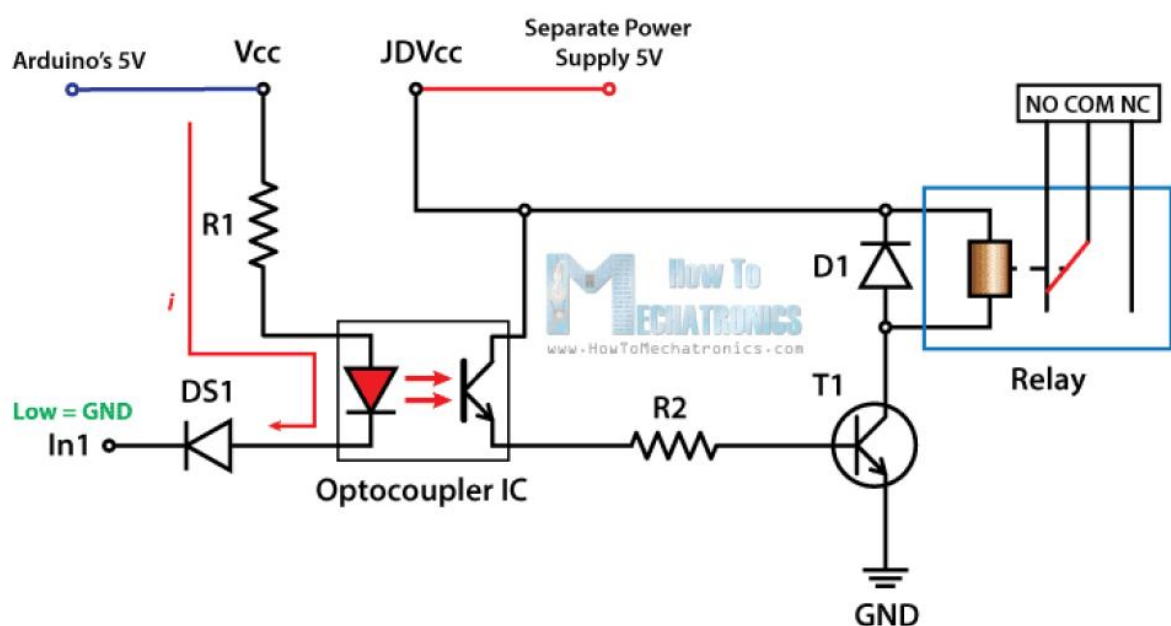 Arduino's 5V
Vcc
JDVcc
Separate Power
Supply 5V
NO COM NC
R1
i
D1
How To
MECHATRONICS
www.HowToMechatronics.com
Relay
DS1
Low = GND
In1
Optocoupler IC
R2
T1
GND